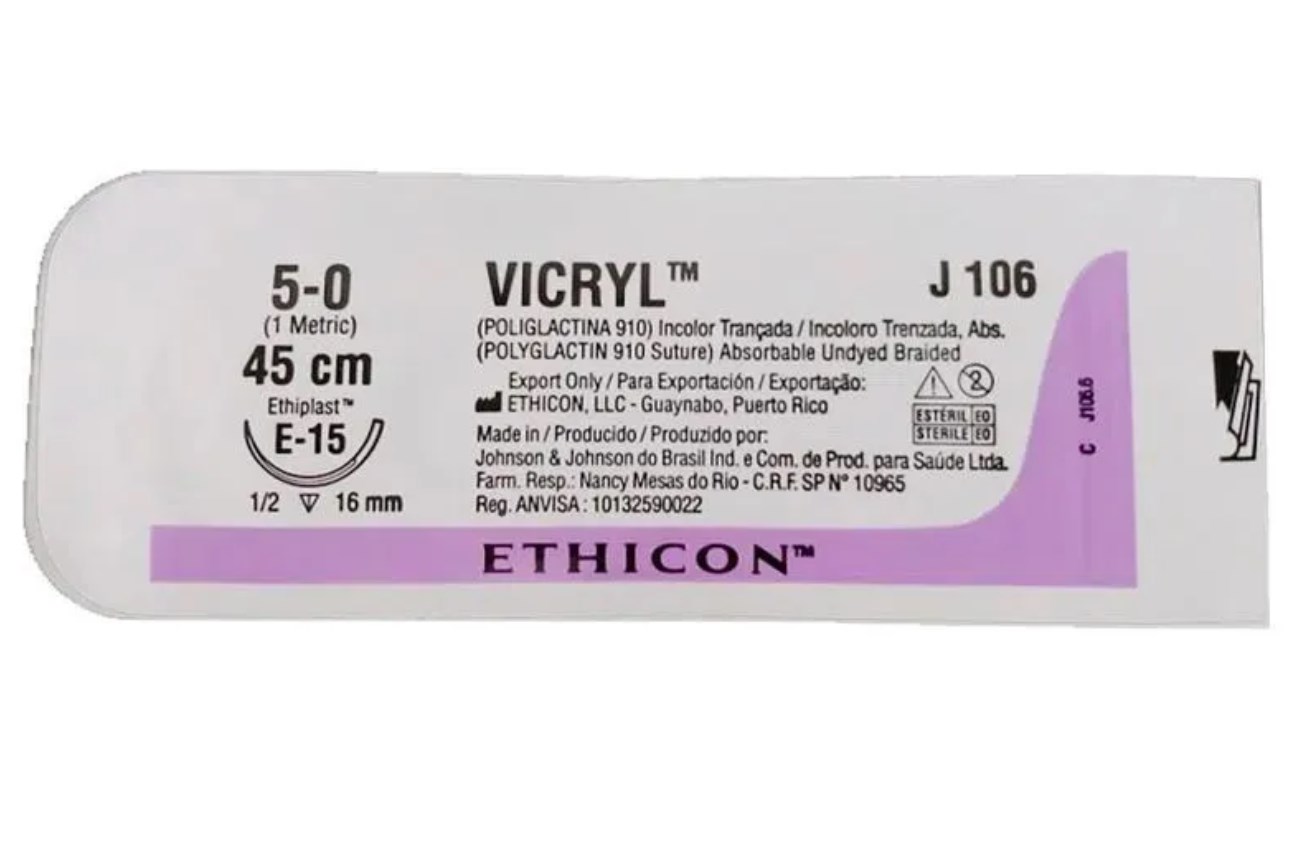 5-0
(1 Metric)
45 cm
Ethiplast™
E-15
1/2 16 mm
VICRYL™
J 106
(POLIGLACTINA 910) Incolor Trançada / Incoloro Trenzada, Abs.
(POLYGLACTIN 910 Suture) Absorbable Undyed Braided
Export Only / Para Exportación / Exportação:
ETHICON, LLC - Guaynabo, Puerto Rico
2
ESTÉRIL EO
STERILE EO
Made in / Producido / Produzido por:
Johnson & Johnson do Brasil Ind. e Com. de Prod. para Saúde Ltda.
Farm. Resp.: Nancy Mesas do Rio - C.R.F. SP Nº 10965
Reg. ANVISA : 10132590022
C J106.6
ETHICON™